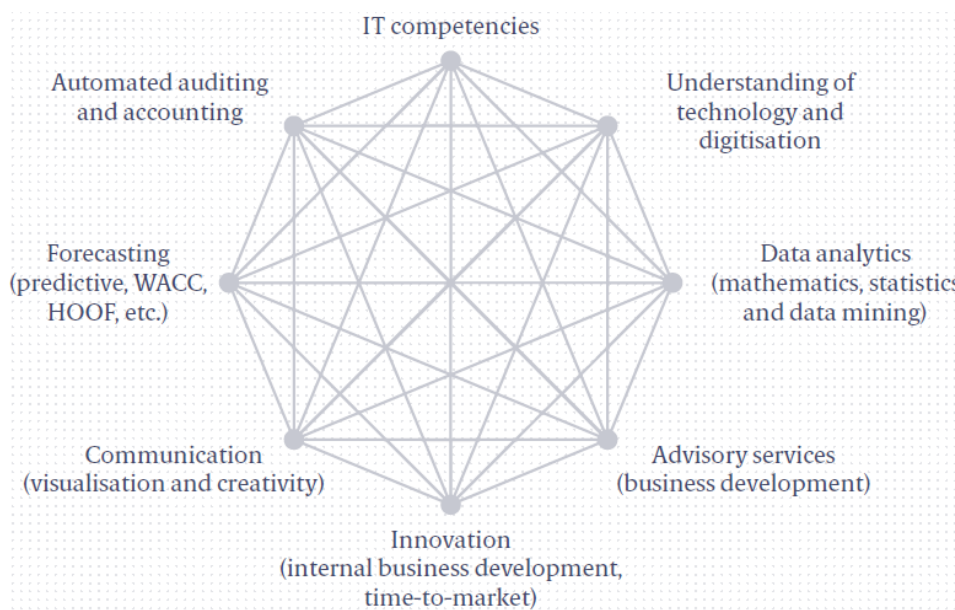 IT competencies
Automated auditing
and accounting
Understanding of
technology and
digitisation
Forecasting
(predictive, WACC,
HOOF, etc.)
Data analytics
(mathematics, statistics
and data mining)
Communication
(visualisation and creativity)
Advisory services
(business development)
Innovation
(internal business development,
time-to-market)